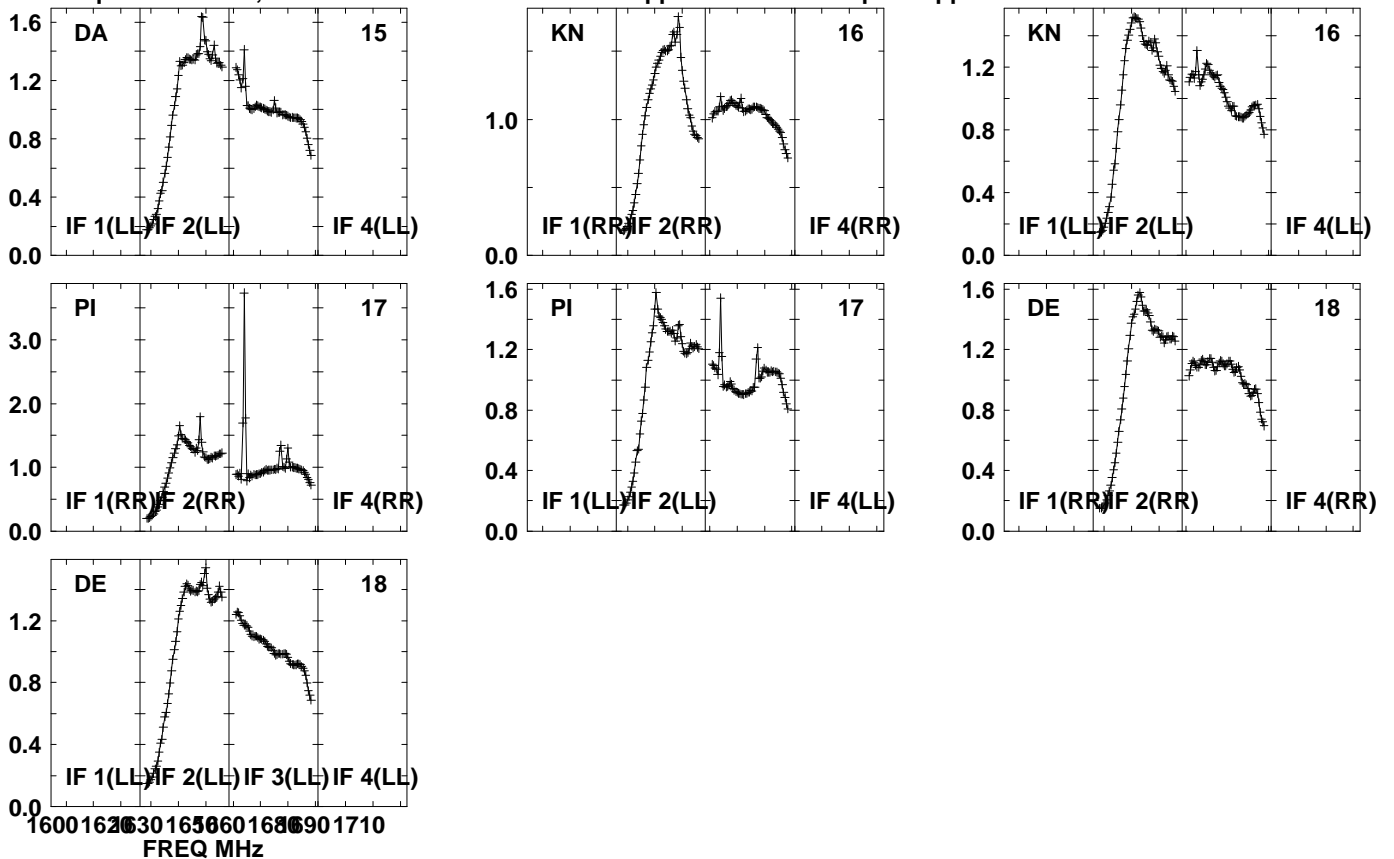 DA 15
1.6
1.2
0.8
0.4
0.0
IF 1(LL) IF 2(LL) IF 4(LL)
KN 16
1.0
0.0
IF 1(RR) IF 2(RR) IF 4(RR)
KN 16
1.2
0.8
0.4
0.0
IF 1(LL) IF 2(LL) IF 4(LL)
PI 17
3.0
2.0
1.0
0.0
IF 1(RR) IF 2(RR) IF 4(RR)
PI 17
1.6
1.2
0.8
0.4
0.0
IF 1(LL) IF 2(LL) IF 4(LL)
DE 18
1.6
1.2
0.8
0.4
0.0
IF 1(RR) IF 2(RR) IF 4(RR)
DE 18
1.2
0.8
0.4
0.0
IF 1(LL) IF 2(LL) IF 3(LL) IF 4(LL)
1600 1620 1630 1650 1660 1680 1690 1710
FREQ MHz